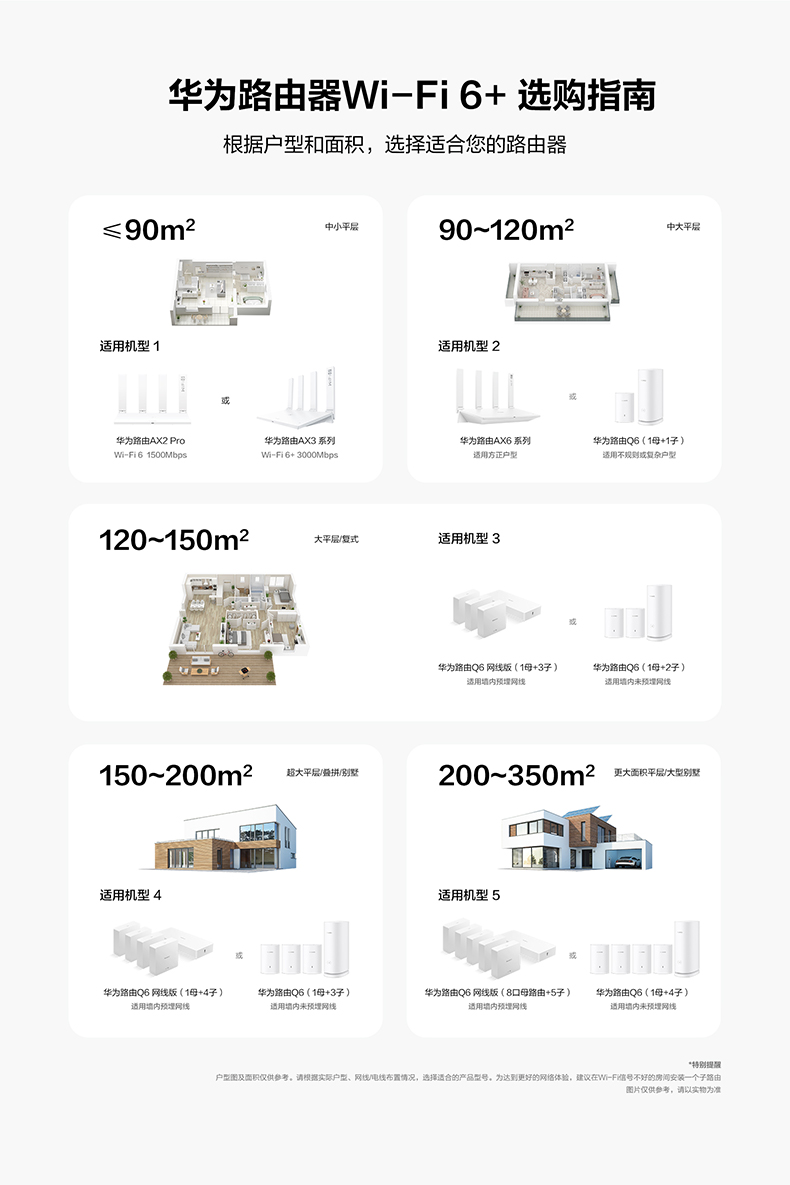 华为路由器Wi-Fi 6+ 选购指南
根据户型和面积，选择适合您的路由器
≤90m²
中小平层
适用机型 1
或
华为路由AX2 Pro
Wi-Fi 6 1500Mbps
华为路由AX3 系列
Wi-Fi 6+ 3000Mbps
90~120m²
中大平层
适用机型 2
或
华为路由AX6 系列
适用方正户型
华为路由Q6（1母+1子）
适用不规则或复杂户型
120~150m²
大平层/复式
适用机型 3
或
华为路由Q6 网线版（1母+3子）
适用墙内预埋网线
华为路由Q6（1母+2子）
适用墙内未预埋网线
150~200m²
超大平层/叠拼/别墅
适用机型 4
或
华为路由Q6 网线版（1母+4子）
适用墙内预埋网线
华为路由Q6（1母+3子）
适用墙内未预埋网线
200~350m²
更大面积平层/大型别墅
适用机型 5
或
华为路由Q6 网线版（8口母路由+5子）
适用墙内预埋网线
华为路由Q6（1母+4子）
适用墙内未预埋网线
*特别提醒
户型图及面积仅供参考。请根据实际户型、网线/电线布置情况，选择适合的产品型号。为达到更好的网络体验，建议在Wi-Fi信号不好的房间安装一个子路由
图片仅供参考，请以实物为准